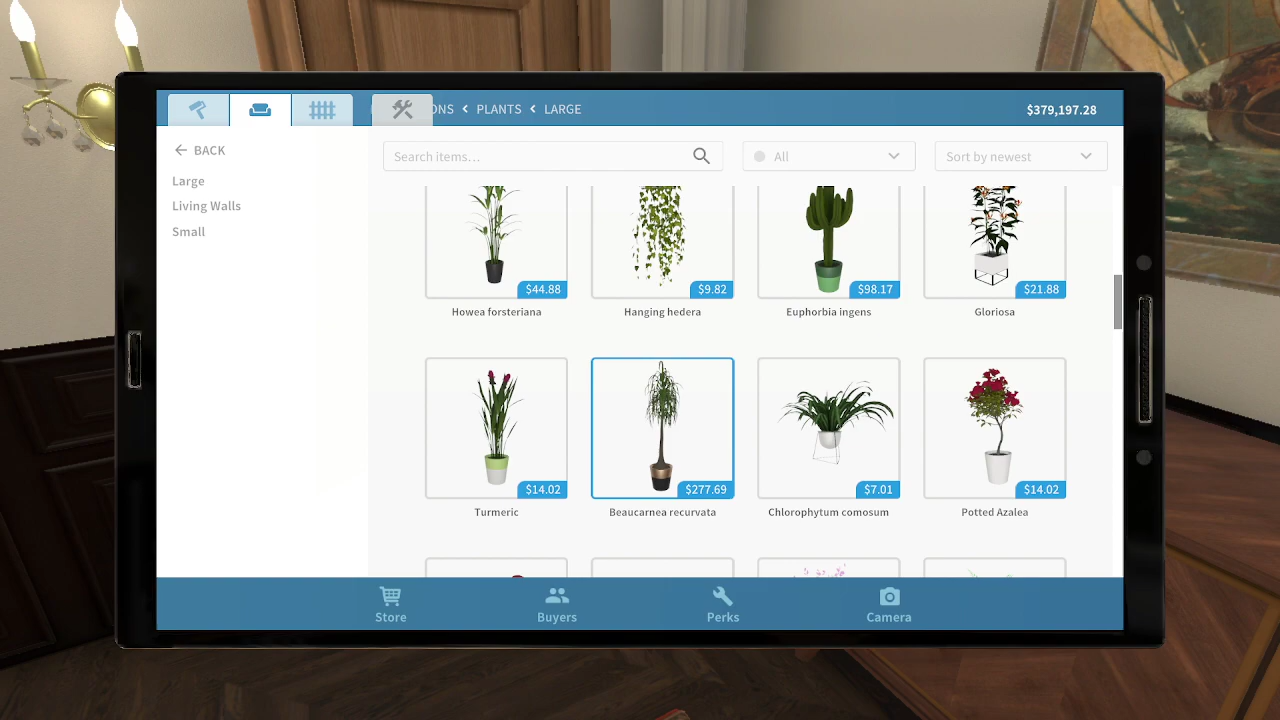 ONS < PLANTS < LARGE
$379,197.28
BACK
Large
Living Walls
Small
Search items...
All
Sort by newest
$44.88
$9.82
$98.17
$21.88
Howea forsteriana
Hanging hedera
Euphorbia ingens
Gloriosa
$14.02
$277.69
$7.01
$14.02
Turmeric
Beaucarnea recurvata
Chlorophytum comosum
Potted Azalea
Store
Buyers
Perks
Camera